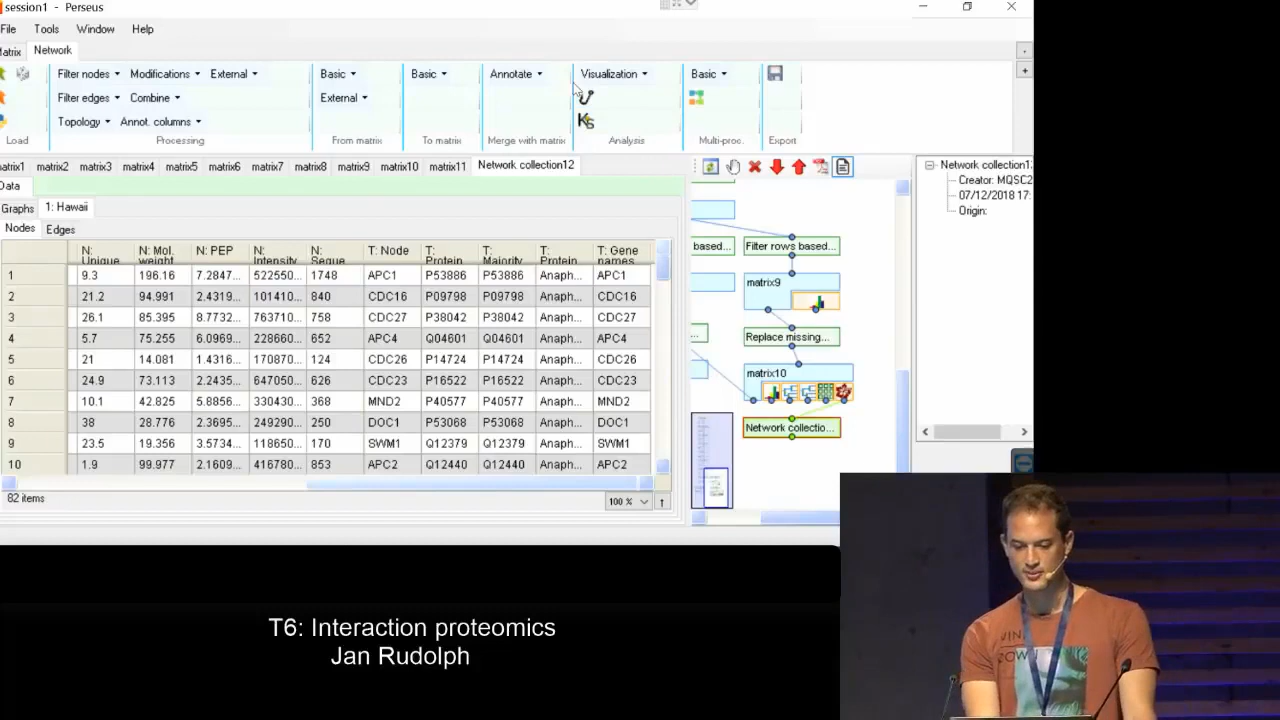 session1 - Perseus
File Tools Window Help
Matrix Network
Filter nodes Modifications External Basic Basic Annotate Visualization Basic
Filter edges Combine External
Topology Annot. columns
Load Processing From matrix To matrix Merge with matrix Analysis Multi-proc. Export
matrix1 matrix2 matrix3 matrix4 matrix5 matrix6 matrix7 matrix8 matrix9 matrix10 matrix11 Network collection12
Data
Graphs 1: Hawaii
Nodes Edges
N: Unique N: Mol. weight N: PEP N: Intensity N: Seque T: Node T: Protein T: Majority T: Protein T: Gene names
1 9.3 196.16 7.2847... 522550... 1748 APC1 P53886 P53886 Anaph... APC1
2 21.2 94.991 2.4319... 101410... 840 CDC16 P09798 P09798 Anaph... CDC16
3 26.1 85.395 8.7732... 763710... 758 CDC27 P38042 P38042 Anaph... CDC27
4 5.7 75.255 6.0969... 228660... 652 APC4 Q04601 Q04601 Anaph... APC4
5 21 14.081 1.4316... 170870... 124 CDC26 P14724 P14724 Anaph... CDC26
6 24.9 73.113 2.2435... 647050... 626 CDC23 P16522 P16522 Anaph... CDC23
7 10.1 42.825 5.8856... 330430... 368 MND2 P40577 P40577 Anaph... MND2
8 38 28.776 2.3695... 249290... 250 DOC1 P53068 P53068 Anaph... DOC1
9 23.5 19.356 3.5734... 118650... 170 SWM1 Q12379 Q12379 Anaph... SWM1
10 1.9 99.977 2.1609... 416780... 853 APC2 Q12440 Q12440 Anaph... APC2
82 items
100 %
based... Filter rows based...
matrix9
Replace missing...
matrix10
Network collectio...
Network collection1
Creator: MQSC2
07/12/2018 17:
Origin:
T6: Interaction proteomics
Jan Rudolph